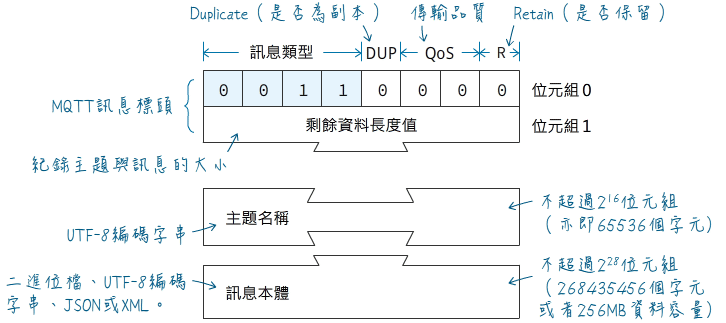 Duplicate（是否為副本） 傳輸品質 Retain（是否保留）
訊息類型 DUP QoS R
MQTT訊息標頭
0 0 1 1 0 0 0 0 位元組0
剩餘資料長度值 位元組1
紀錄主題與訊息的大小
主題名稱
UTF-8編碼字串
不超過2¹⁶位元組
（亦即65536個字元）
訊息本體
二進位檔、UTF-8編碼
字串、JSON或XML。
不超過2²⁸位元組
（268435456個字元
或者256MB資料容量）